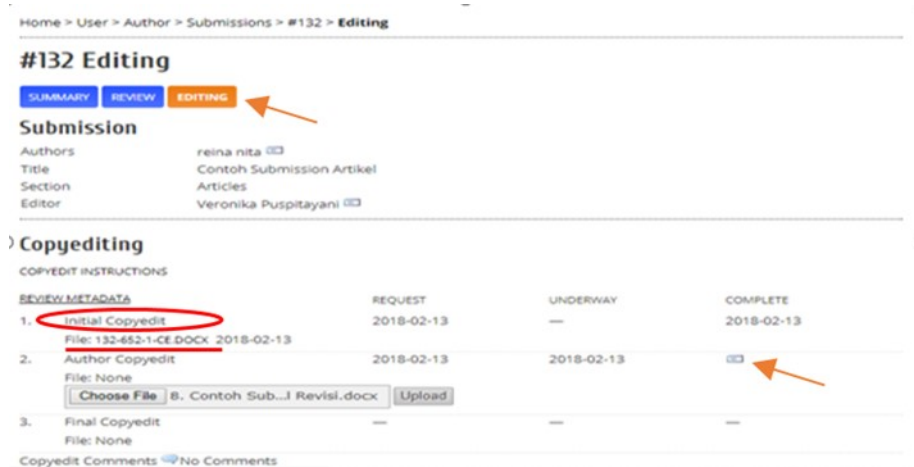 Home > User > Author > Submissions > #132 > Editing
#132 Editing
SUMMARY REVIEW EDITING
Submission
Authors reina nita
Title Contoh Submission Artikel
Section Articles
Editor Veronika Puspitayani
Copyediting
COPYEDIT INSTRUCTIONS
REVIEW METADATA REQUEST UNDERWAY COMPLETE
1. Initial Copyedit 2018-02-13 — 2018-02-13
File: 132-652-1-CE.DOCX 2018-02-13
2. Author Copyedit 2018-02-13 2018-02-13
File: None
Choose File 8. Contoh Sub...l Revisi.docx Upload
3. Final Copyedit — — —
File: None
Copyedit Comments No Comments